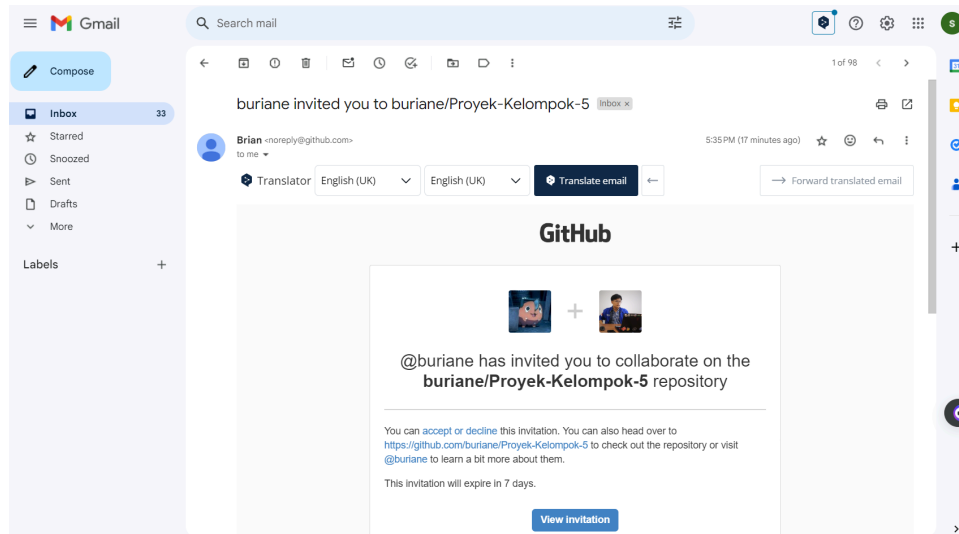 Gmail
Search mail
S
Compose
1 of 98
31
Inbox 33
Starred
Snoozed
Sent
Drafts
More
Labels
buriane invited you to buriane/Proyek-Kelompok-5 Inbox ×
Brian <noreply@github.com> 5:35 PM (17 minutes ago)
to me
Translator English (UK) English (UK) Translate email Forward translated email
GitHub
@buriane has invited you to collaborate on the
buriane/Proyek-Kelompok-5 repository
You can accept or decline this invitation. You can also head over to
https://github.com/buriane/Proyek-Kelompok-5 to check out the repository or visit
@buriane to learn a bit more about them.
This invitation will expire in 7 days.
View invitation